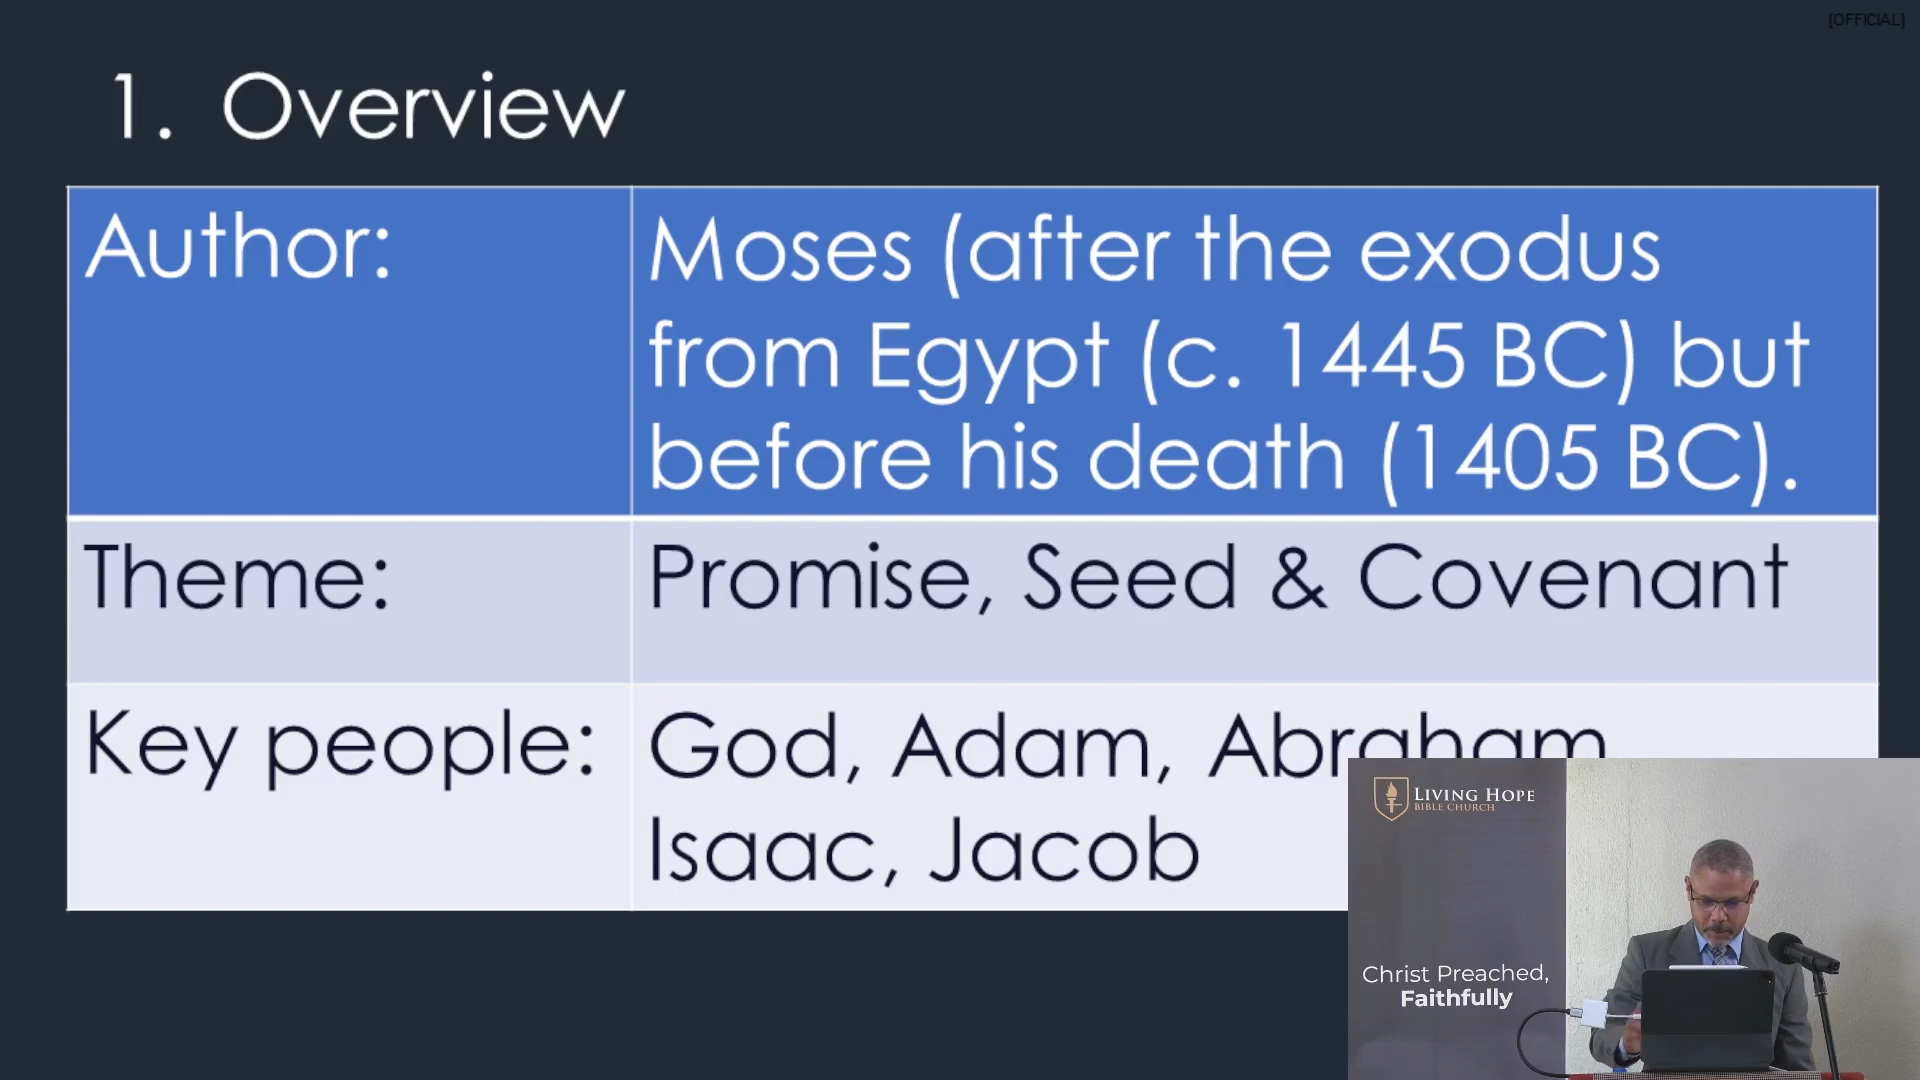 [OFFICIAL]
1. Overview
Author:
Moses (after the exodus
from Egypt (c. 1445 BC) but
before his death (1405 BC).
Theme:
Promise, Seed & Covenant
Key people:
God, Adam, Abraham
Isaac, Jacob
LIVING HOPE
BIBLE CHURCH
Christ Preached,
Faithfully